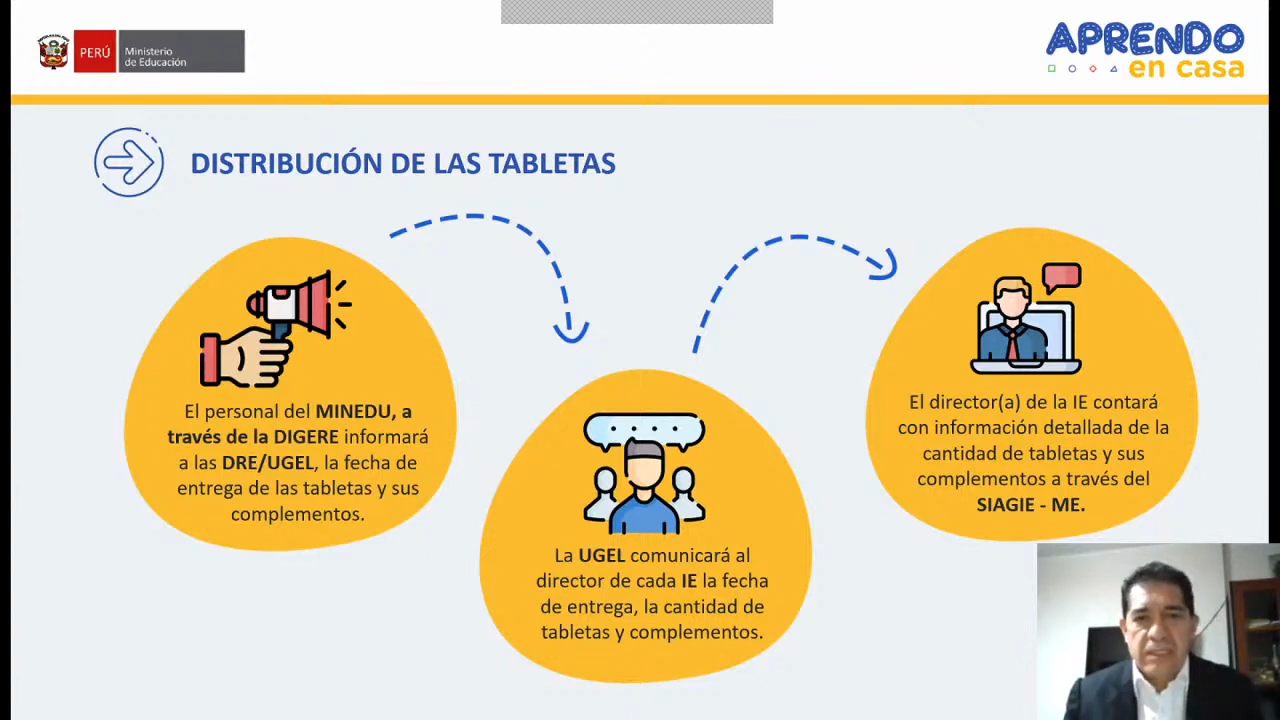 PERÚ
Ministerio
de Educación
APRENDO
en casa
DISTRIBUCIÓN DE LAS TABLETAS
El personal del MINEDU, a
través de la DIGERE informará
a las DRE/UGEL, la fecha de
entrega de las tabletas y sus
complementos.
La UGEL comunicará al
director de cada IE la fecha
de entrega, la cantidad de
tabletas y complementos.
El director(a) de la IE contará
con información detallada de la
cantidad de tabletas y sus
complementos a través del
SIAGIE - ME.